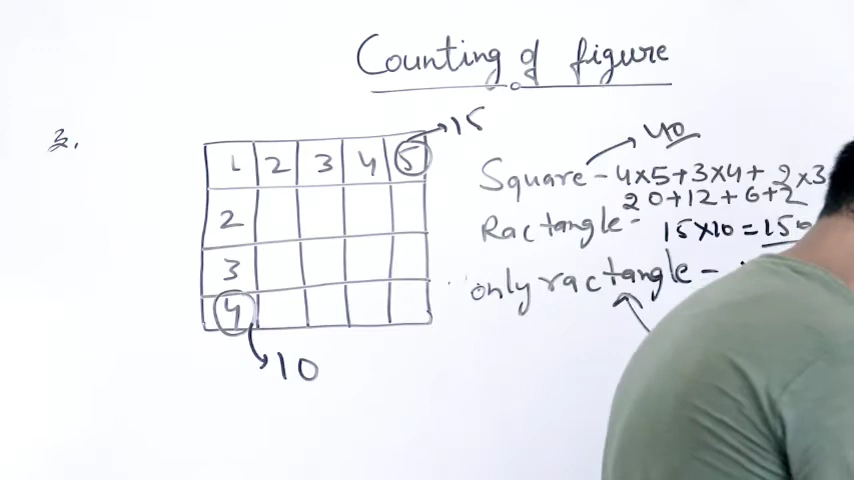 Counting of figure
3.
15
1 2 3 4 5
2
3
4
10
40
Square - 4x5+3x4+ 2x3
20+12+6+2
Ractangle - 15x10 = 150
only ractangle -